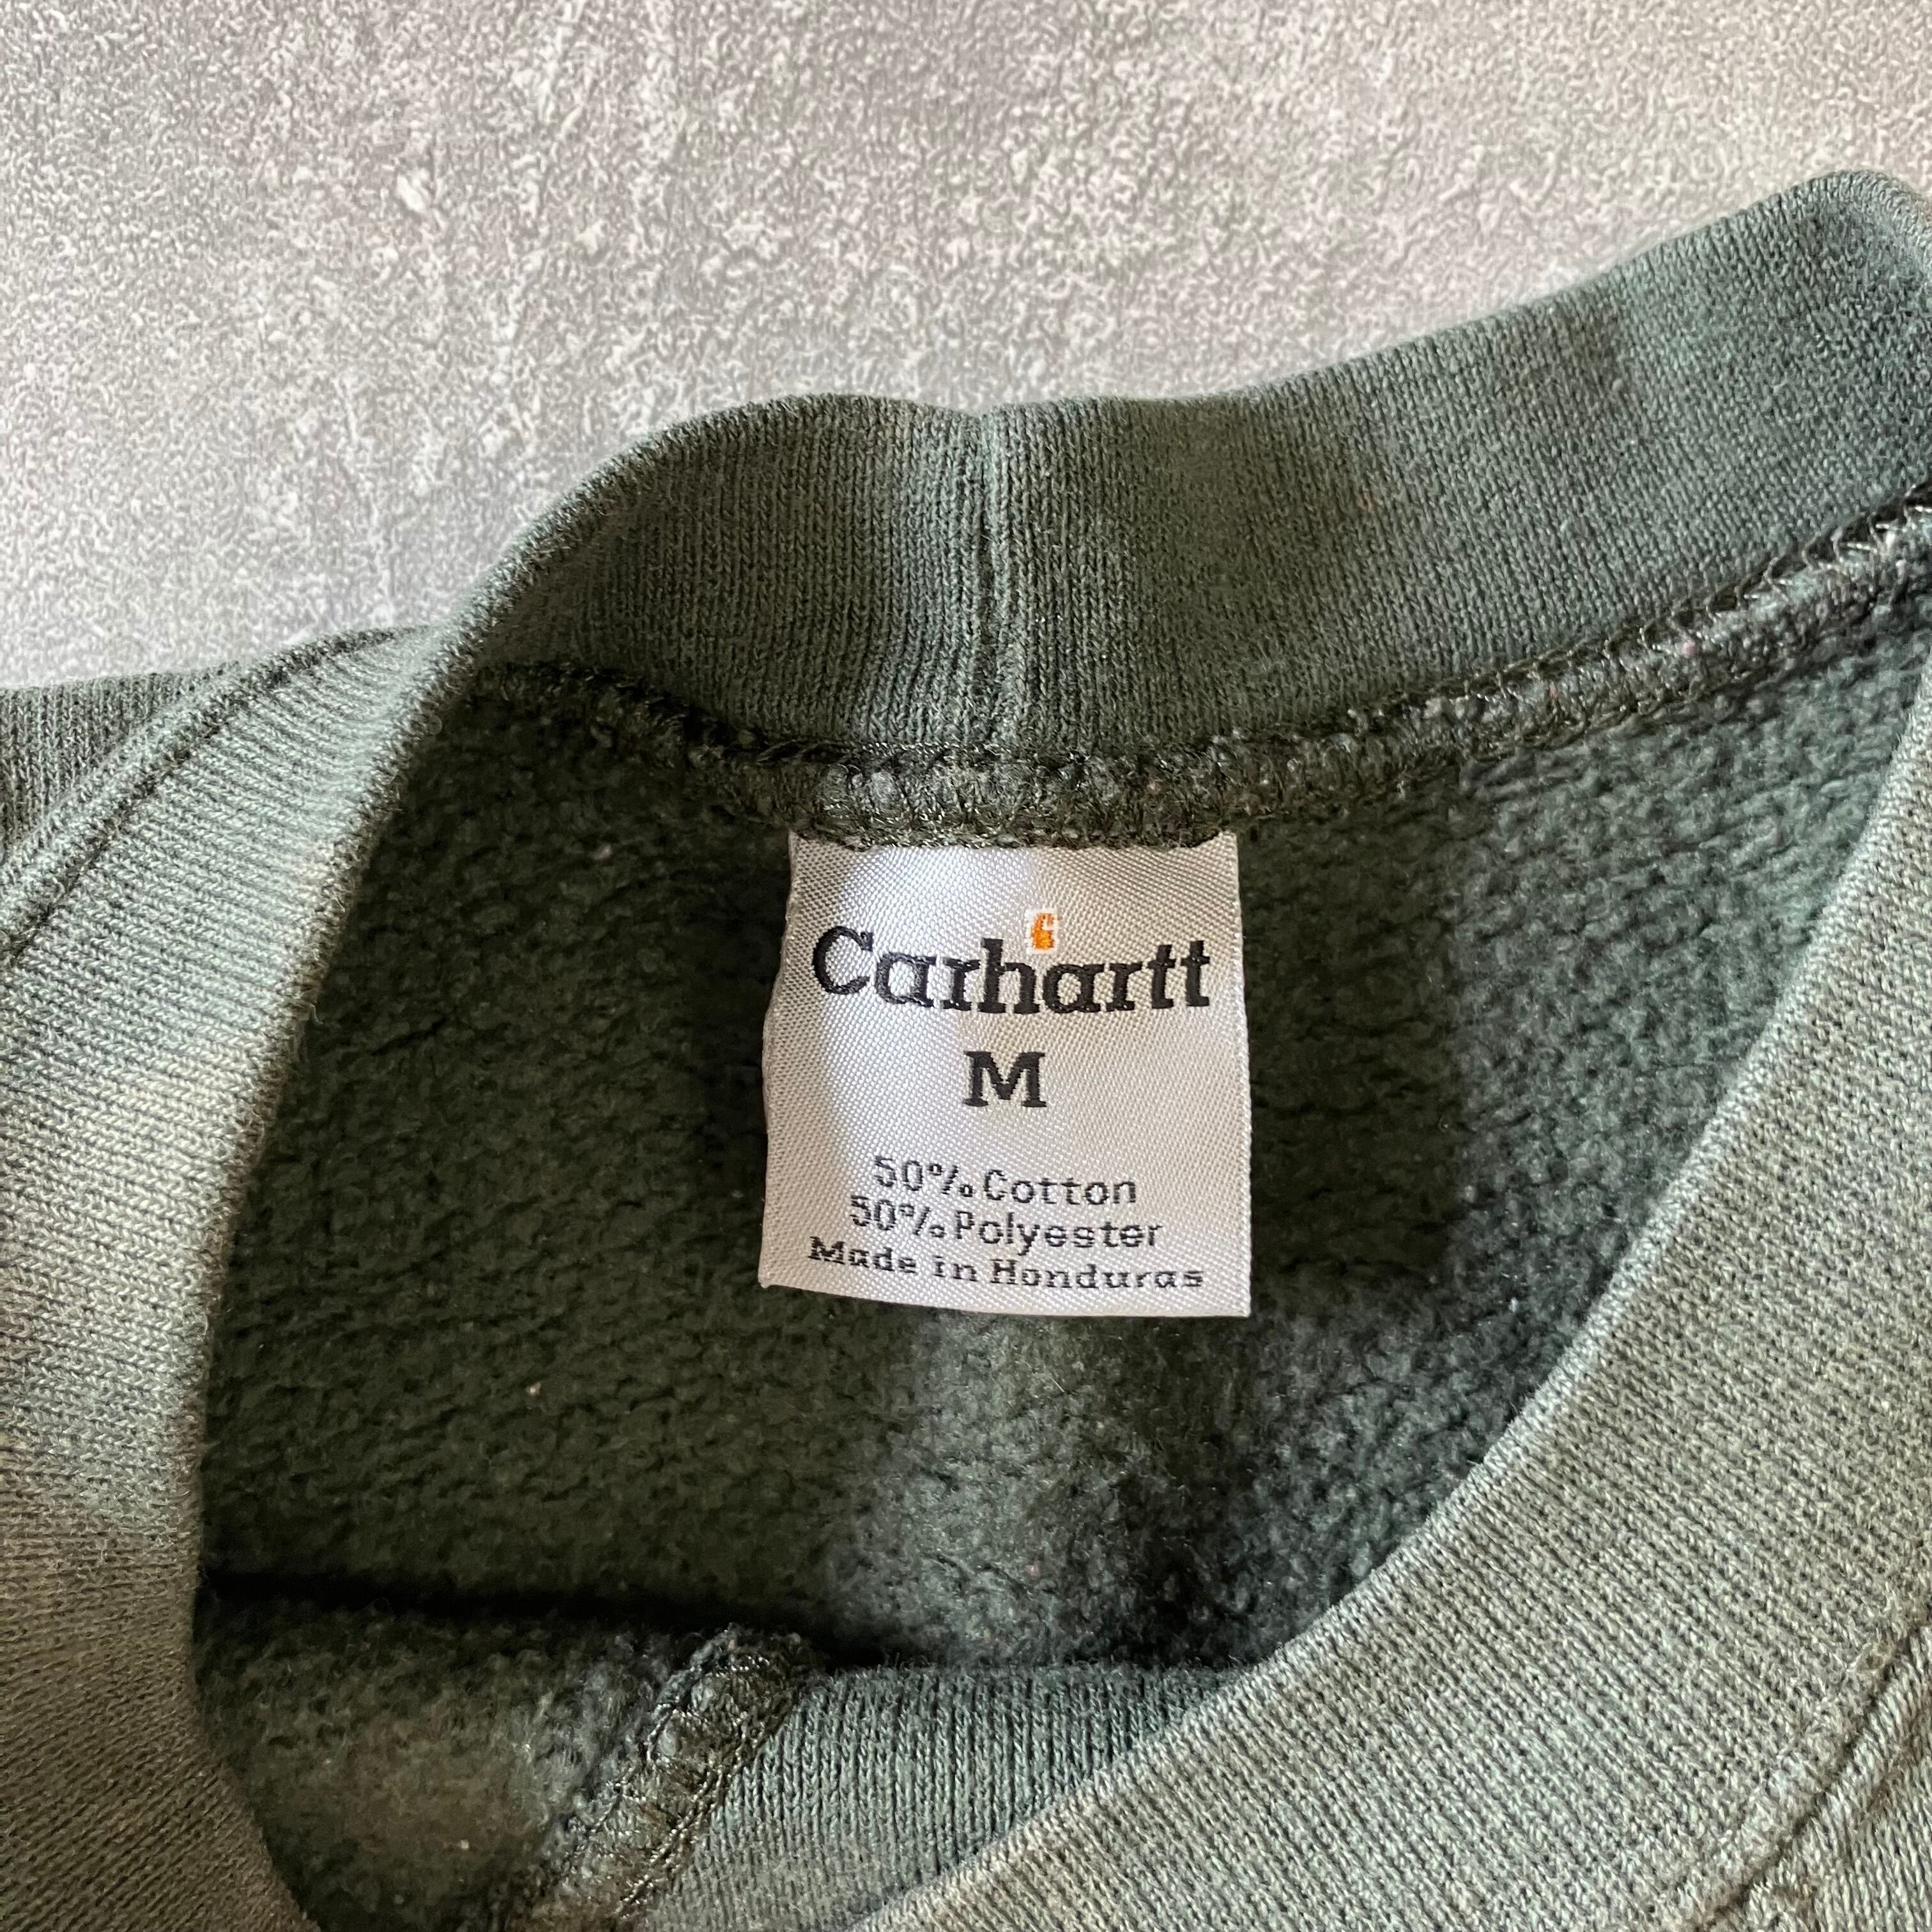 Carhartt
M
50% Cotton
50% Polyester
Made in Honduras